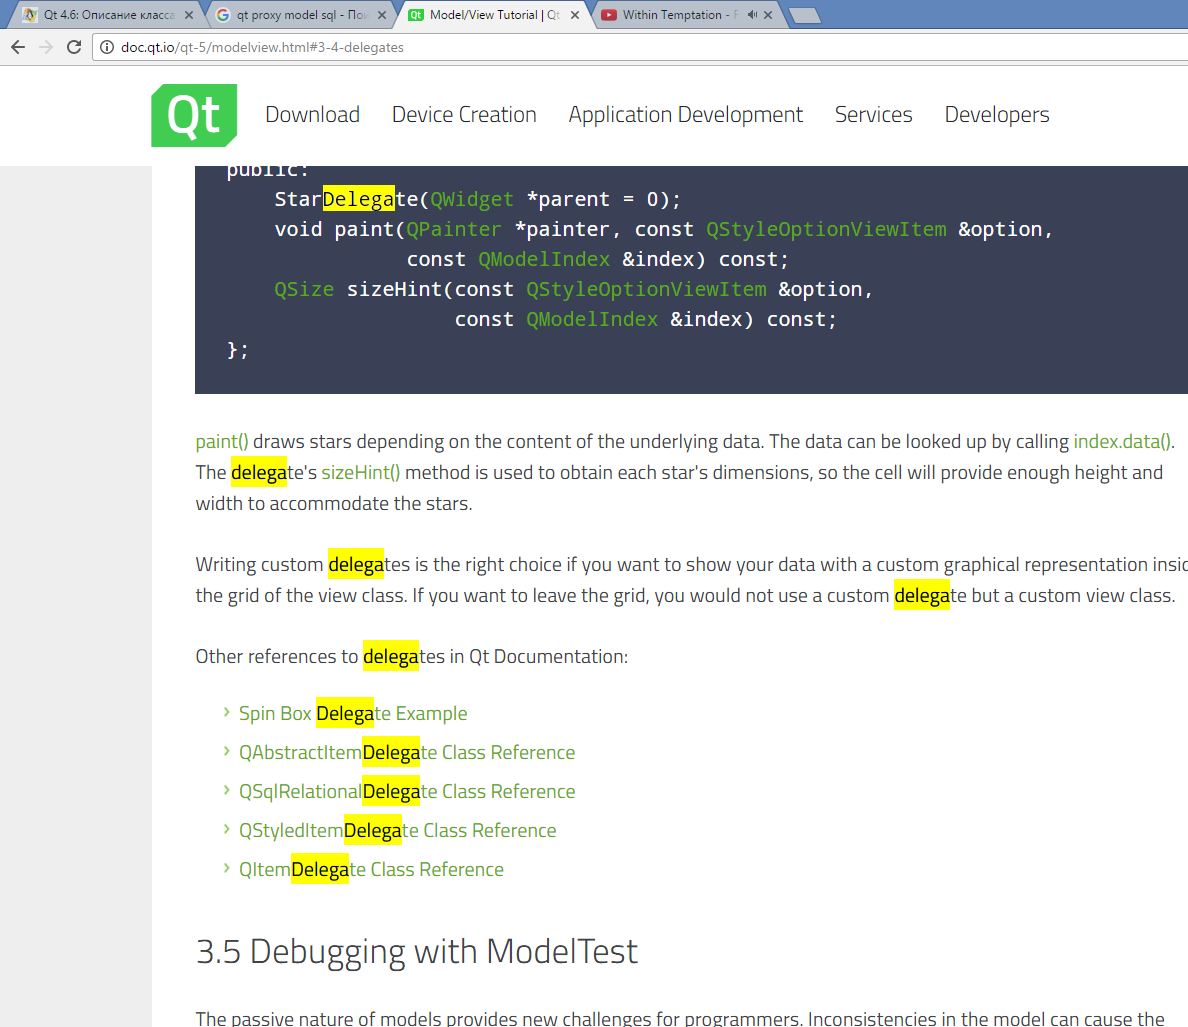 Qt 4.6: Описание класса
qt proxy model sql - Пои
Model/View Tutorial | Qt
Within Temptation - F
doc.qt.io/qt-5/modelview.html#3-4-delegates
Qt Download Device Creation Application Development Services Developers
public:
StarDelegate(QWidget *parent = 0);
void paint(QPainter *painter, const QStyleOptionViewItem &option,
const QModelIndex &index) const;
QSize sizeHint(const QStyleOptionViewItem &option,
const QModelIndex &index) const;
};
paint() draws stars depending on the content of the underlying data. The data can be looked up by calling index.data().
The delegate's sizeHint() method is used to obtain each star's dimensions, so the cell will provide enough height and
width to accommodate the stars.
Writing custom delegates is the right choice if you want to show your data with a custom graphical representation insid
the grid of the view class. If you want to leave the grid, you would not use a custom delegate but a custom view class.
Other references to delegates in Qt Documentation:
› Spin Box Delegate Example
› QAbstractItemDelegate Class Reference
› QSqlRelationalDelegate Class Reference
› QStyledItemDelegate Class Reference
› QItemDelegate Class Reference
3.5 Debugging with ModelTest
The passive nature of models provides new challenges for programmers. Inconsistencies in the model can cause the